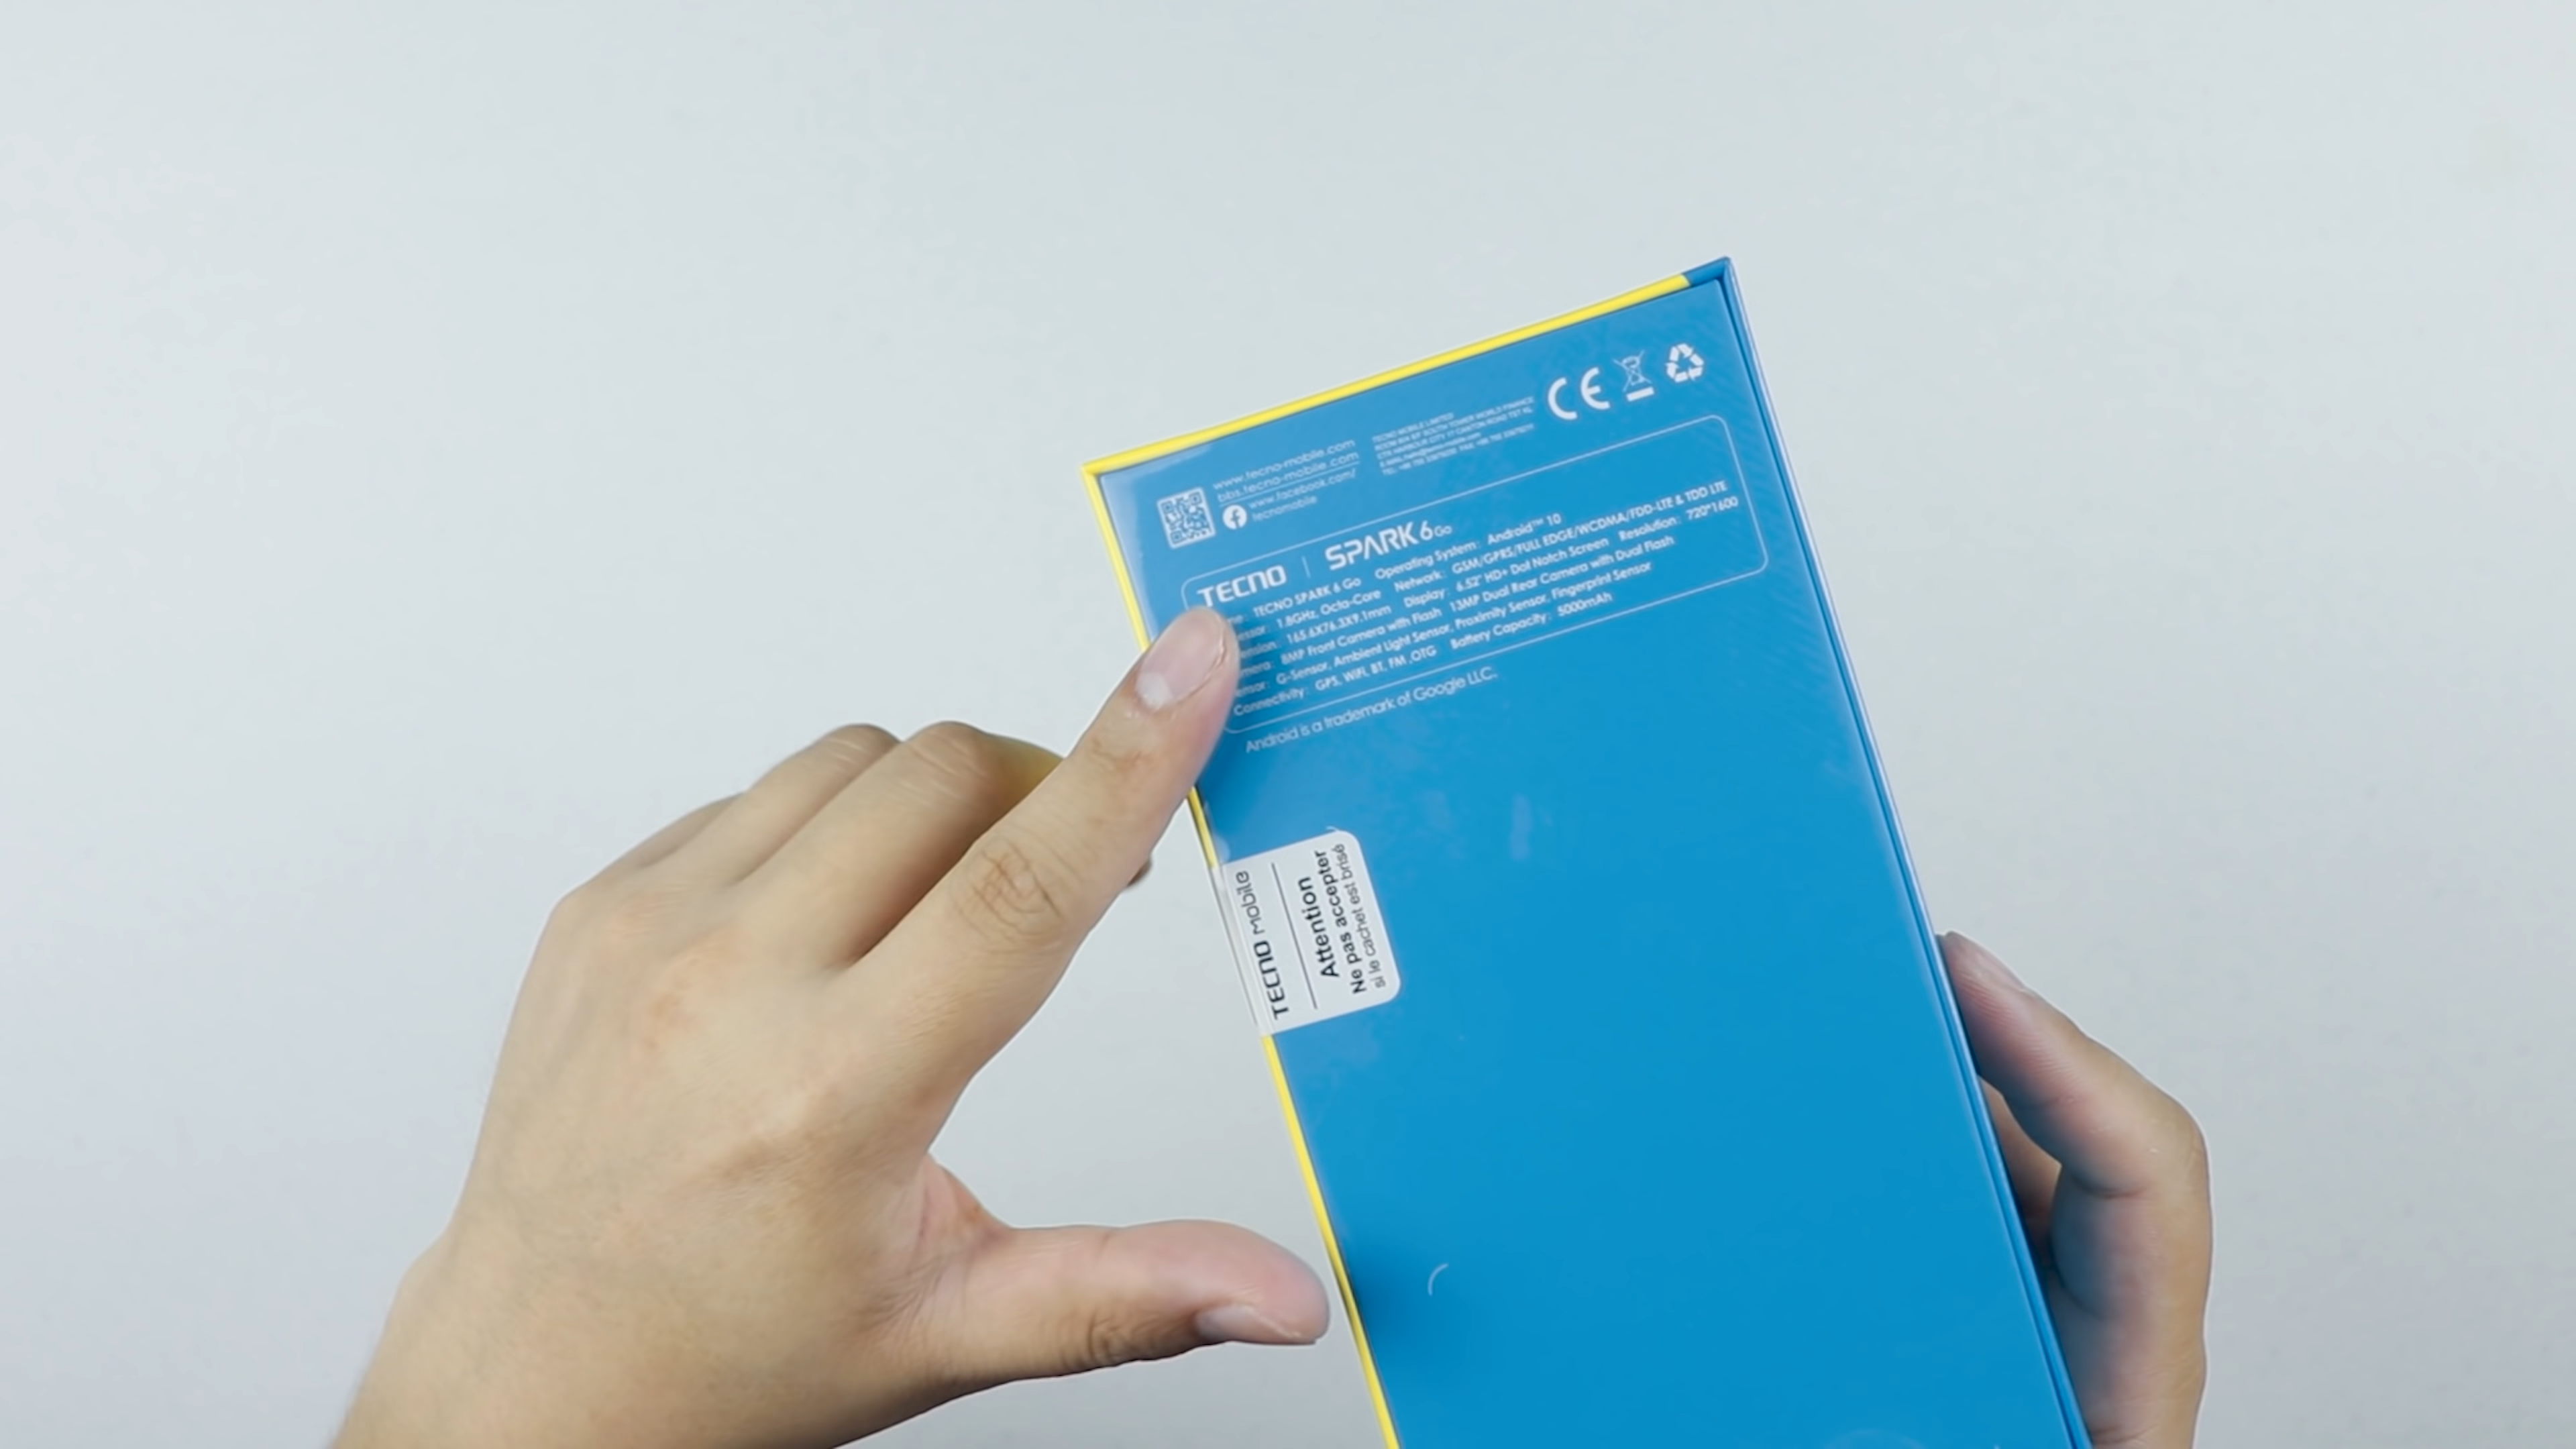 www.tecno-mobile.com
bbs.tecno-mobile.com
www.facebook.com/
tecnomobile
TECNO MOBILE LIMITED
CE
TECNO | SPARK 6 Go
TECNO SPARK 6 Go Operating System: Android™ 10
1.8GHz, Octa-Core Network: GSM/GPRS/FULL EDGE/WCDMA/FDD-LTE & TDD LTE
165.6X76.3X9.1mm Display: 6.52" HD+ Dot Notch Screen Resolution: 720*1600
8MP Front Camera with Flash 13MP Dual Rear Camera with Dual Flash
G-Sensor, Ambient Light Sensor, Proximity Sensor, Fingerprint Sensor
Connectivity: GPS, WiFi, BT, FM ,OTG Battery Capacity: 5000mAh
Android is a trademark of Google LLC.
TECNO Mobile
Attention
Ne pas accepter
si le cachet est brisé